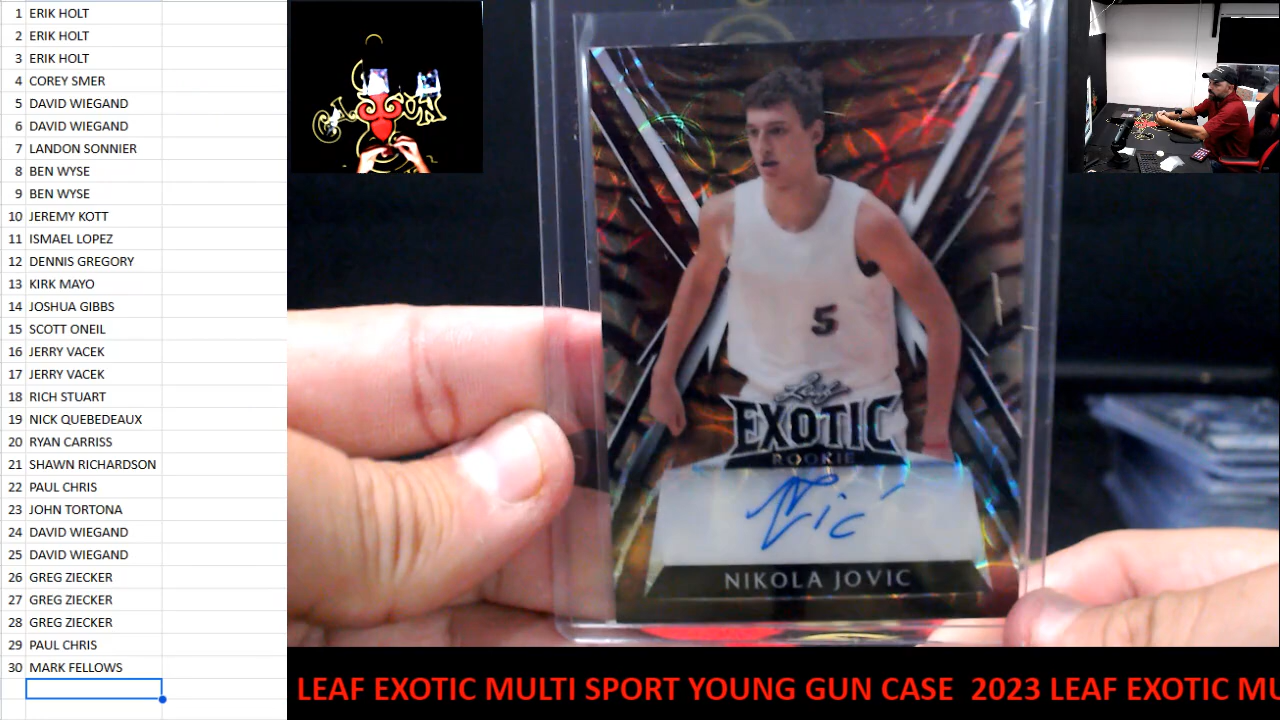 1 ERIK HOLT
2 ERIK HOLT
3 ERIK HOLT
4 COREY SMER
5 DAVID WIEGAND
6 DAVID WIEGAND
7 LANDON SONNIER
8 BEN WYSE
9 BEN WYSE
10 JEREMY KOTT
11 ISMAEL LOPEZ
12 DENNIS GREGORY
13 KIRK MAYO
14 JOSHUA GIBBS
15 SCOTT ONEIL
16 JERRY VACEK
17 JERRY VACEK
18 RICH STUART
19 NICK QUEBEDEAUX
20 RYAN CARRISS
21 SHAWN RICHARDSON
22 PAUL CHRIS
23 JOHN TORTONA
24 DAVID WIEGAND
25 DAVID WIEGAND
26 GREG ZIECKER
27 GREG ZIECKER
28 GREG ZIECKER
29 PAUL CHRIS
30 MARK FELLOWS
5
Leaf
EXOTIC
ROOKIE
NIKOLA JOVIC
LEAF EXOTIC MULTI SPORT YOUNG GUN CASE 2023 LEAF EXOTIC MU